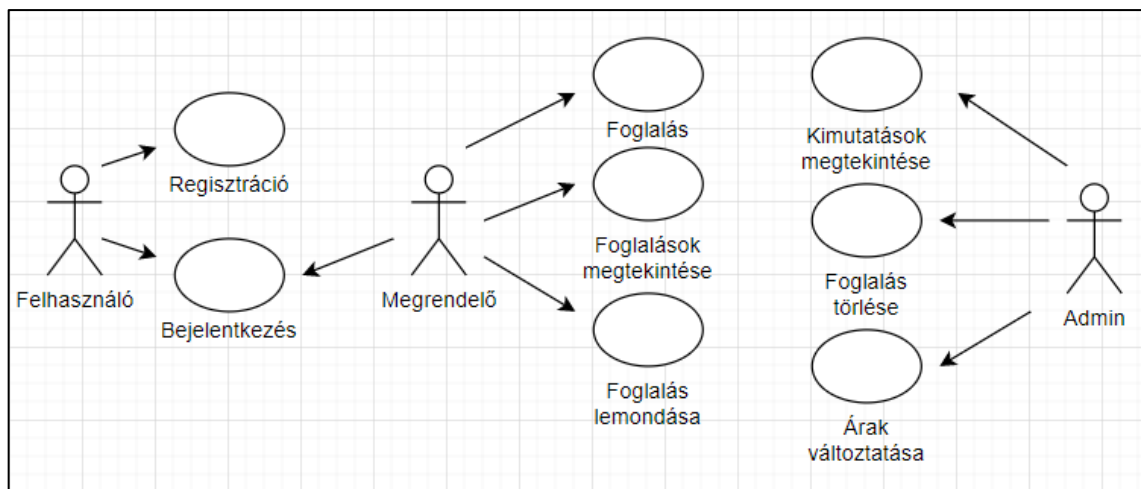 Felhasználó
Regisztráció
Bejelentkezés
Megrendelő
Foglalás
Foglalások
megtekintése
Foglalás
lemondása
Kimutatások
megtekintése
Foglalás
törlése
Árak
változtatása
Admin